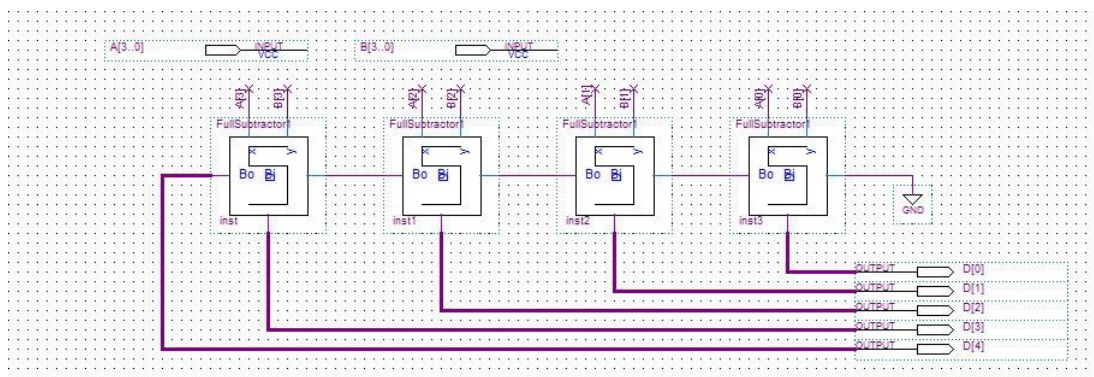 A[3..0] INPUT VCC B[3..0] INPUT VCC
A[3] B[3] A[2] B[2] A[1] B[1] A[0] B[0]
FullSubtractor1 FullSubtractor1 FullSubtractor1 FullSubtractor1
x y x y x y x y
Bo Bi Bo Bi Bo Bi Bo Bi
D D D D
inst inst1 inst2 inst3
GND
OUTPUT D[0]
OUTPUT D[1]
OUTPUT D[2]
OUTPUT D[3]
OUTPUT D[4]